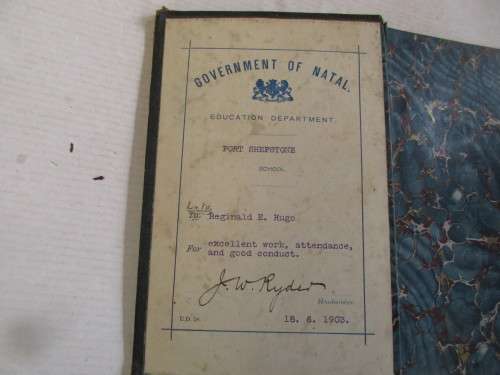 GOVERNMENT OF NATAL.
EDUCATION DEPARTMENT.
PORT SHEPSTONE
SCHOOL.
To Reginald E. Hugo
For excellent work, attendance,
and good conduct.
J. W. Ryder
Headmaster.
18. 6. 1903.